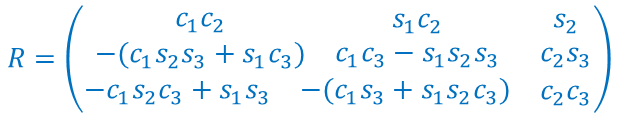 R = ( c₁c₂ s₁c₂ s₂
−(c₁s₂s₃ + s₁c₃) c₁c₃ − s₁s₂s₃ c₂s₃
−c₁s₂c₃ + s₁s₃ −(c₁s₃ + s₁s₂c₃) c₂c₃ )